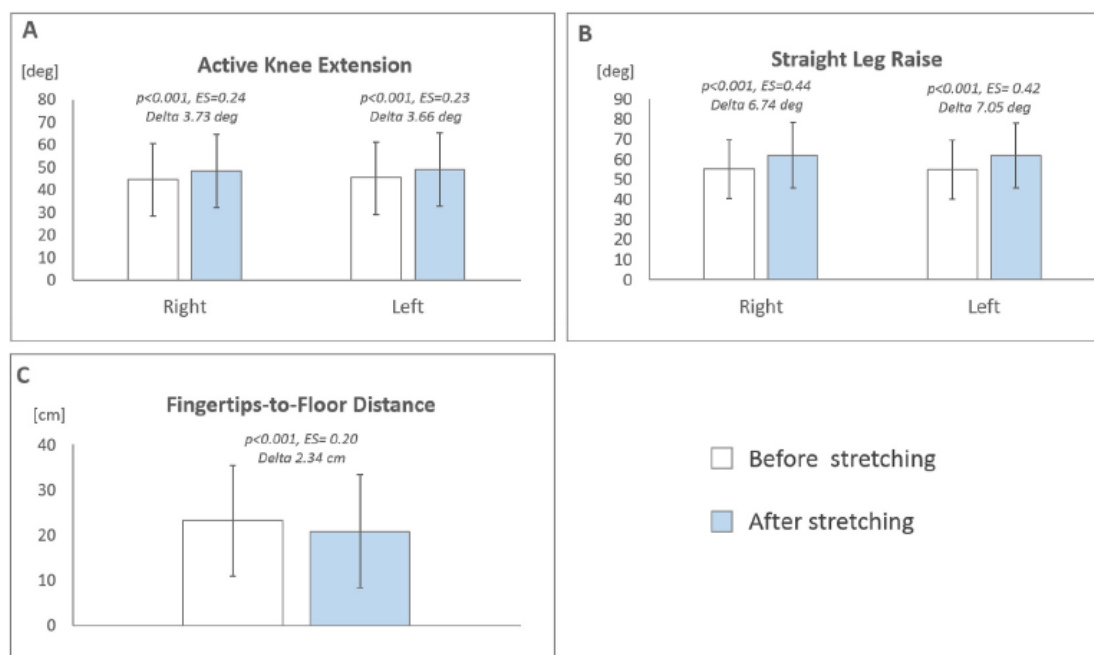 A
Active Knee Extension
[deg]
p<0.001, ES=0.24
Delta 3.73 deg
p<0.001, ES=0.23
Delta 3.66 deg
80
70
60
50
40
30
20
10
0
Right
Left
B
Straight Leg Raise
[deg]
p<0.001, ES=0.44
Delta 6.74 deg
p<0.001, ES= 0.42
Delta 7.05 deg
90
80
70
60
50
40
30
20
10
0
Right
Left
C
Fingertips-to-Floor Distance
[cm]
p<0.001, ES= 0.20
Delta 2.34 cm
40
30
20
10
0
Before stretching
After stretching